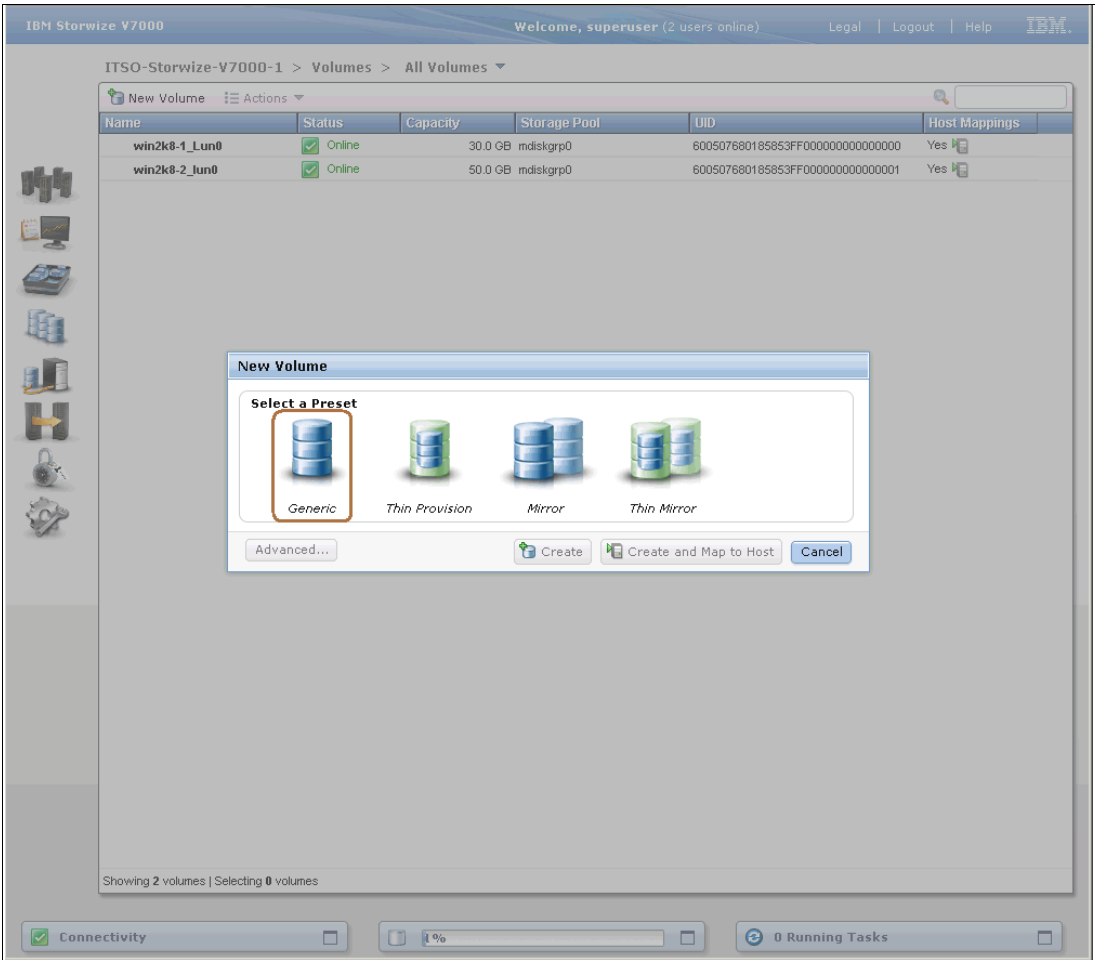 IBM Storwize V7000 Welcome, superuser (2 users online) Legal | Logout | Help IBM.
ITSO-Storwize-V7000-1 > Volumes > All Volumes
New Volume Actions
Name Status Capacity Storage Pool UID Host Mappings
win2k8-1_Lun0 Online 30.0 GB mdiskgrp0 600507680185853FF000000000000000 Yes
win2k8-2_lun0 Online 50.0 GB mdiskgrp0 600507680185853FF000000000000001 Yes
New Volume
Select a Preset
Generic Thin Provision Mirror Thin Mirror
Advanced... Create Create and Map to Host Cancel
Showing 2 volumes | Selecting 0 volumes
Connectivity 0 Running Tasks